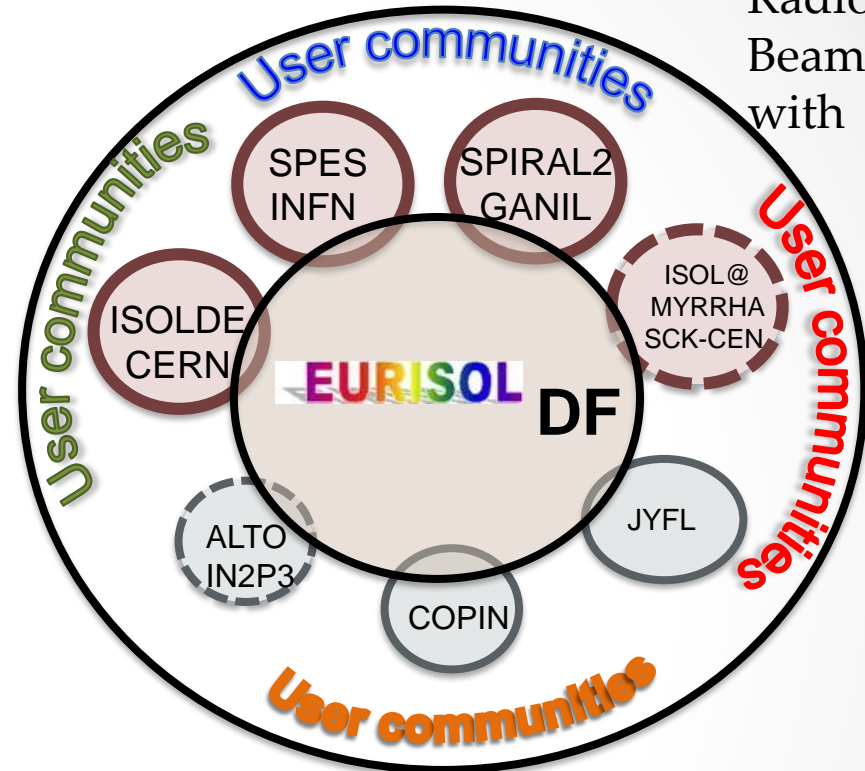 Radio
Beam
with
User communities
User communities
User communities
SPES
INFN
SPIRAL2
GANIL
ISOL@
MYRRHA
SCK-CEN
ISOLDE
CERN
EURISOL
DF
ALTO
IN2P3
JYFL
COPIN
User communities